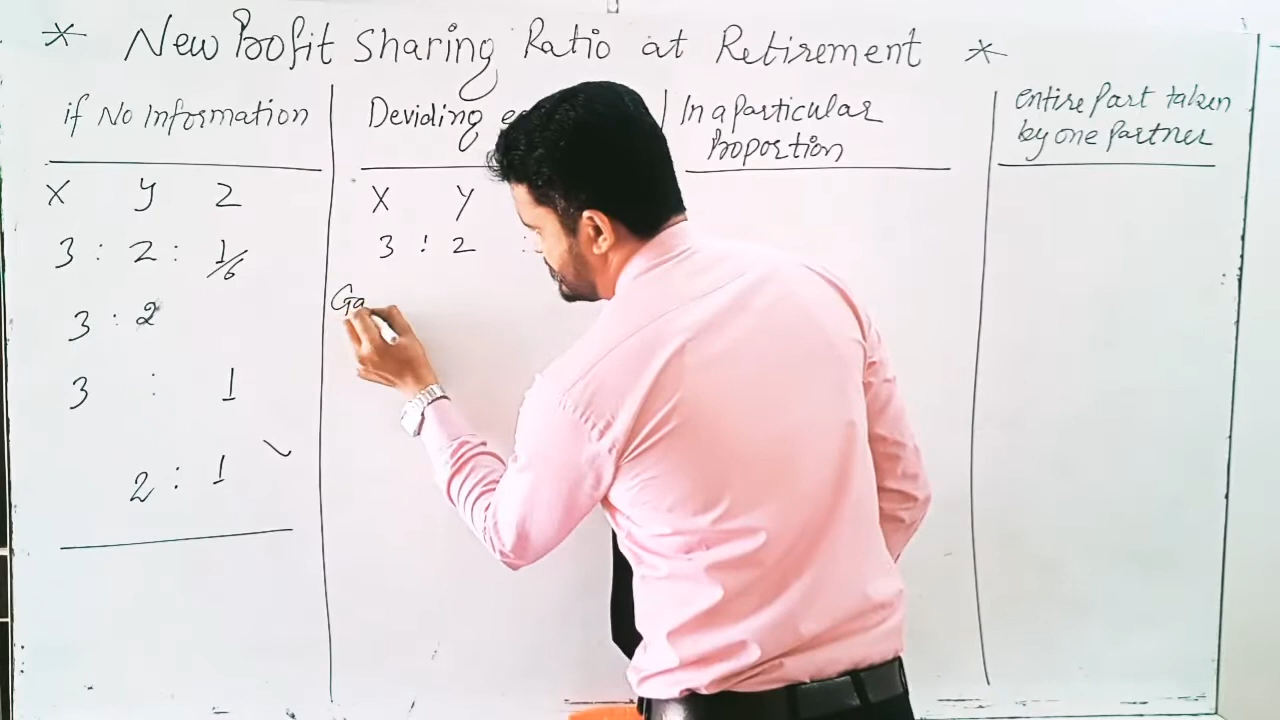 * New Profit Sharing Ratio at Retirement *
if No Information
X Y Z
3 : 2 : 1/6
3 : 2
3 : 1
2 : 1
Deviding
X Y
3 : 2 :
Ga
In a Particular
Proportion
entire Part taken
by one Partner